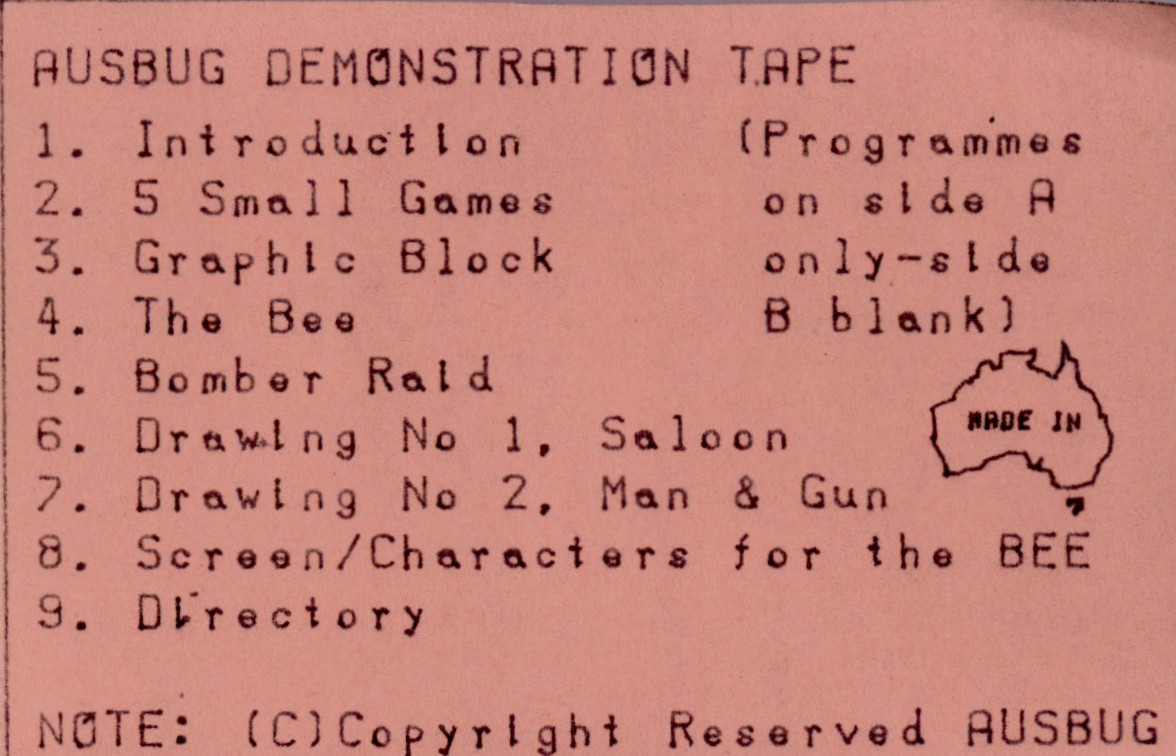 AUSBUG DEMONSTRATION TAPE
1. Introduction (Programmes
2. 5 Small Games on side A
3. Graphic Block only-side
4. The Bee B blank)
5. Bomber Raid
6. Drawing No 1, Saloon
MADE IN
7. Drawing No 2, Man & Gun
8. Screen/Characters for the BEE
9. Directory
NOTE: (C)Copyright Reserved AUSBUG